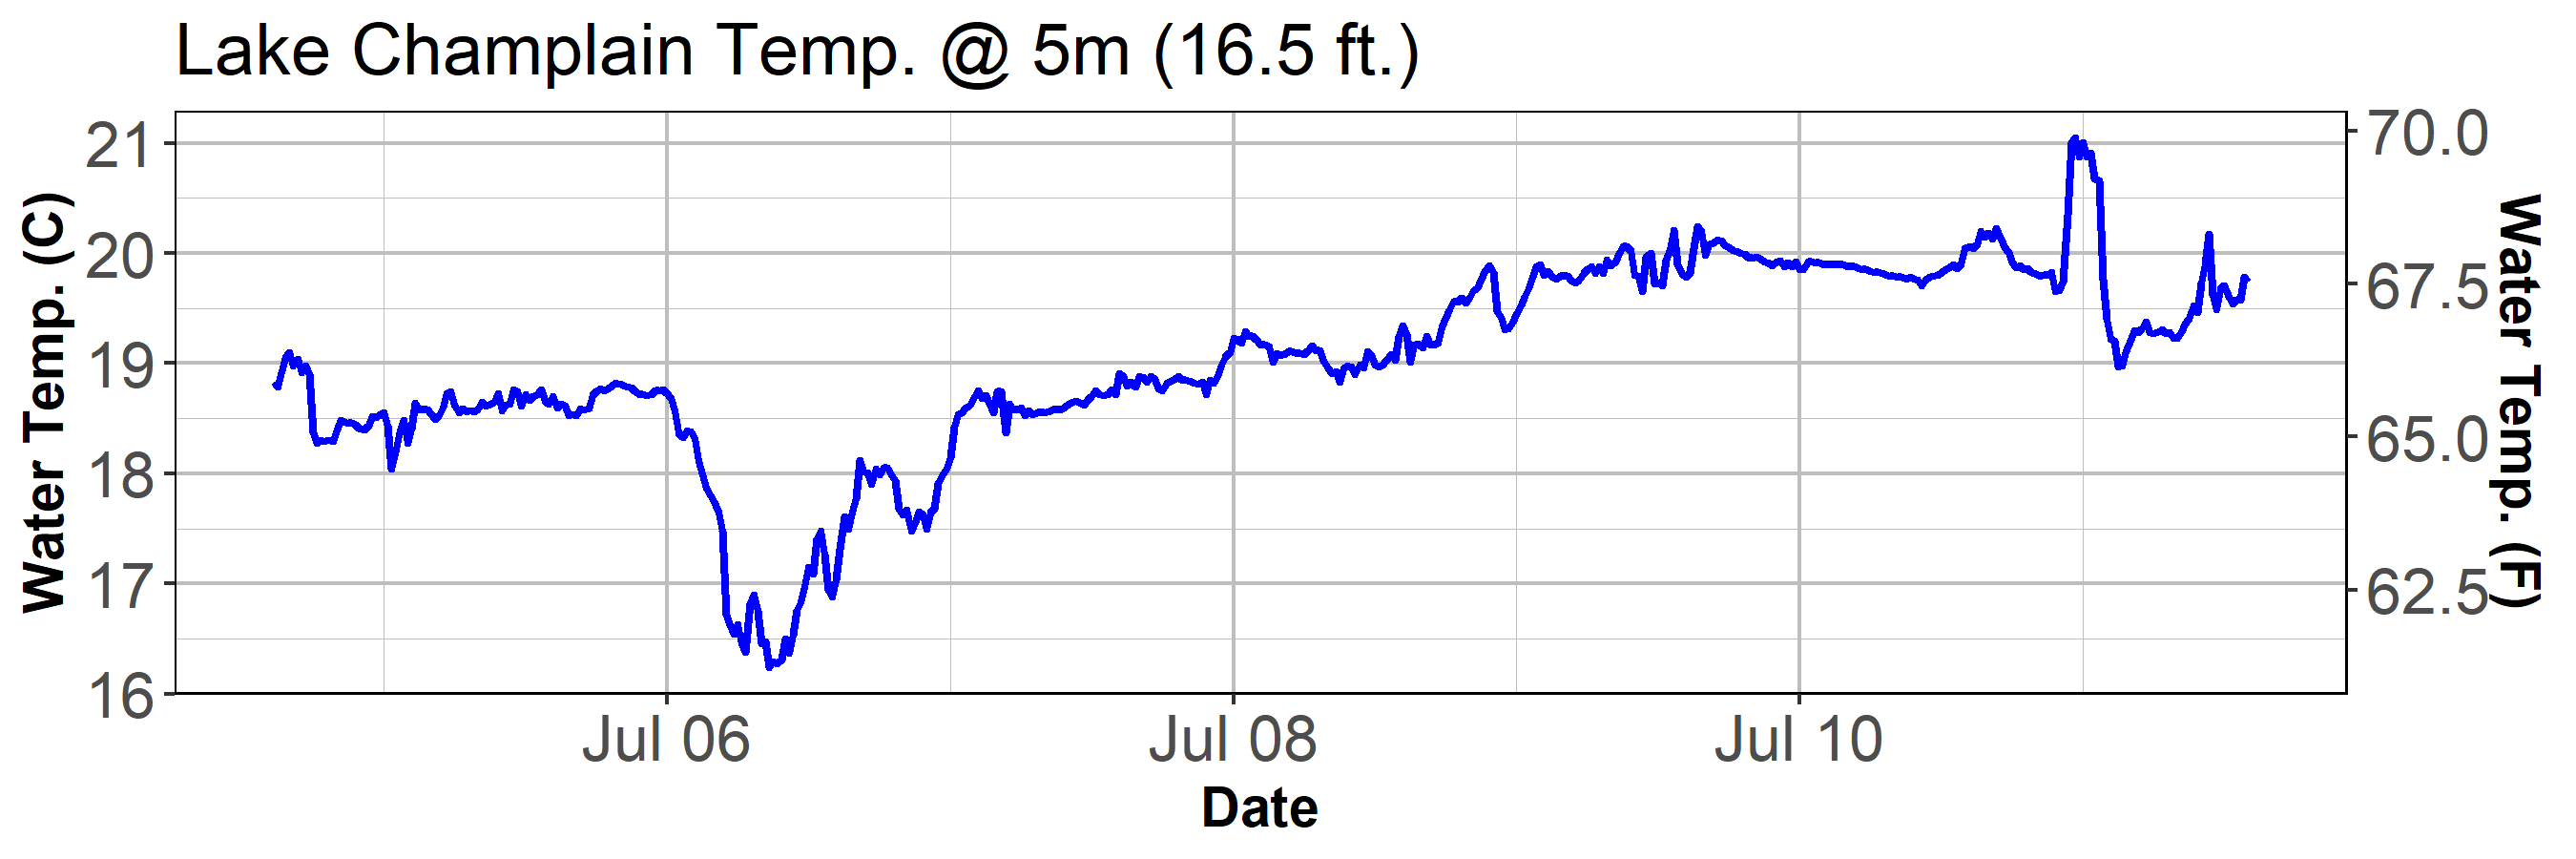 Lake Champlain Temp. @ 5m (16.5 ft.)
Water Temp. (C)
21
20
19
18
17
16
70.0
67.5
65.0
62.5
Water Temp. (F)
Jul 06 Jul 08 Jul 10
Date